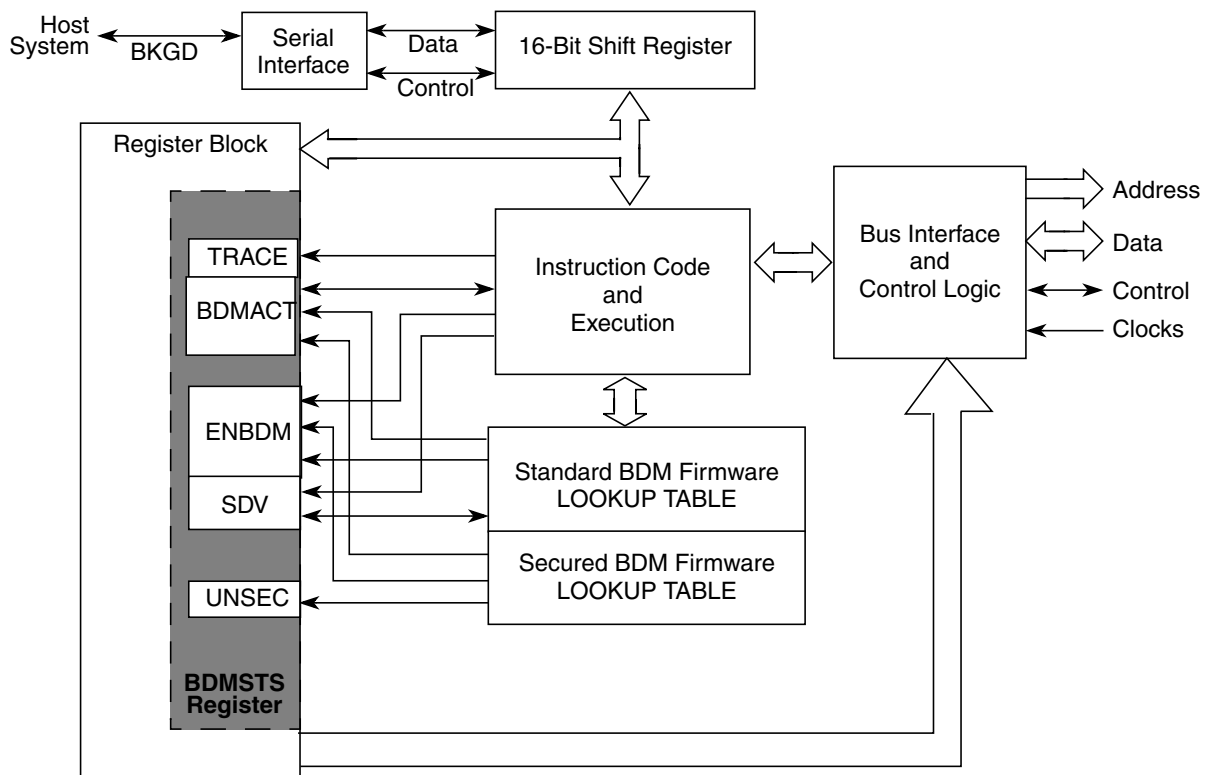 Host
System
BKGD
Serial
Interface
Data
Control
16-Bit Shift Register
Register Block
TRACE
BDMACT
ENBDM
SDV
UNSEC
BDMSTS
Register
Instruction Code
and
Execution
Standard BDM Firmware
LOOKUP TABLE
Secured BDM Firmware
LOOKUP TABLE
Bus Interface
and
Control Logic
Address
Data
Control
Clocks